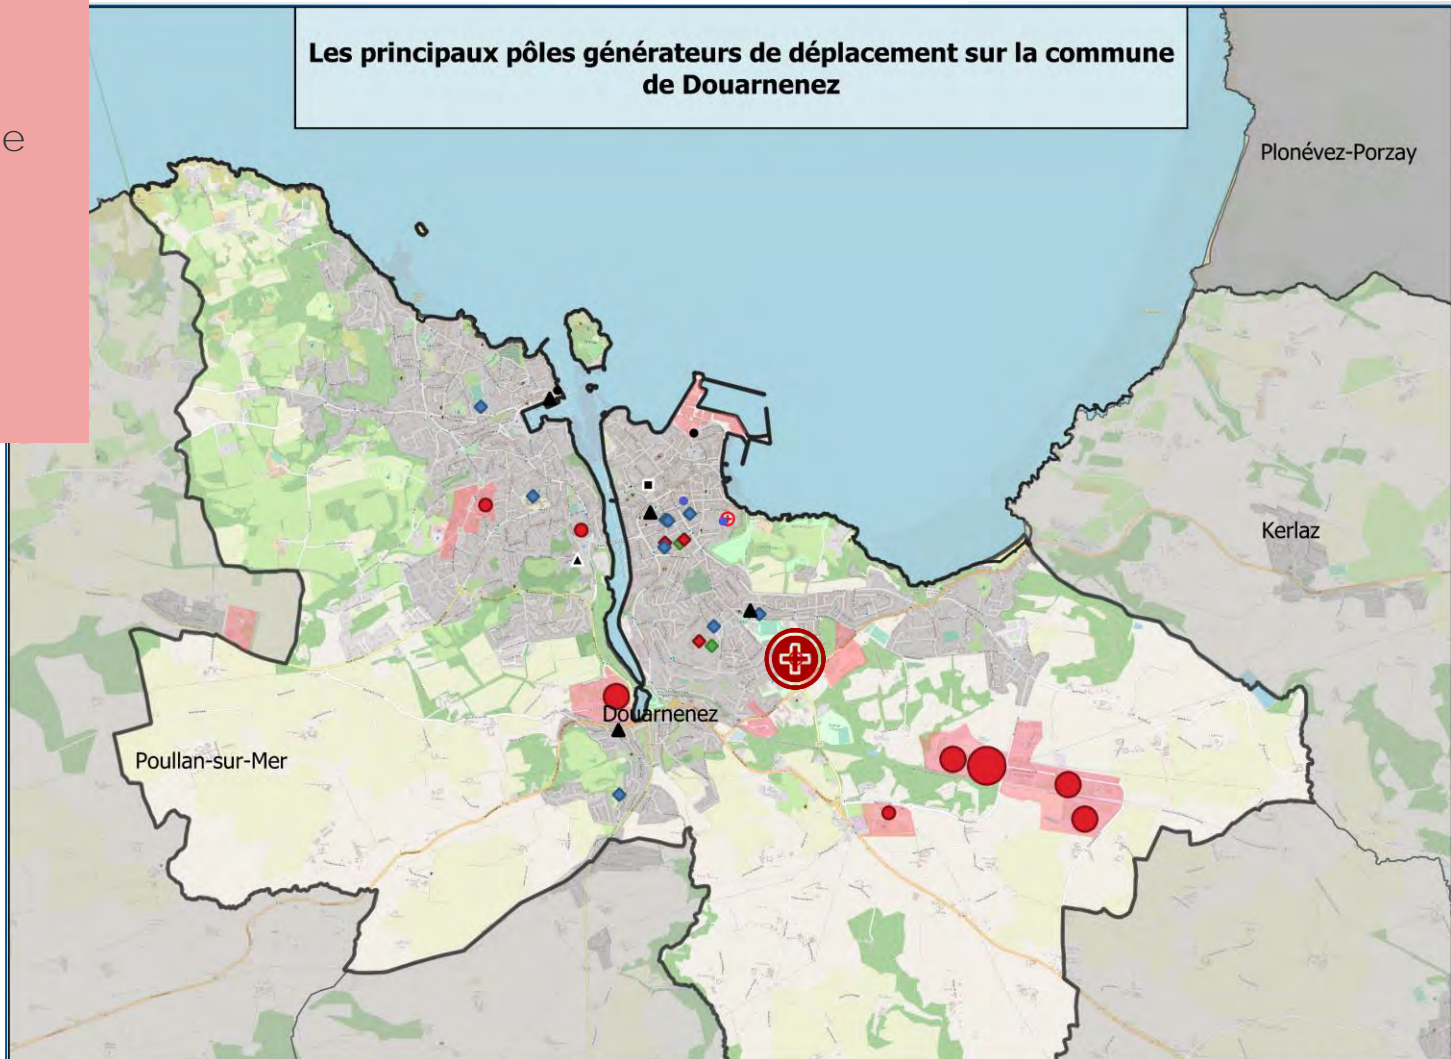 Les principaux pôles générateurs de déplacement sur la commune
de Douarnenez
e
Plonévez-Porzay
Kerlaz
Douarnenez
Poullan-sur-Mer